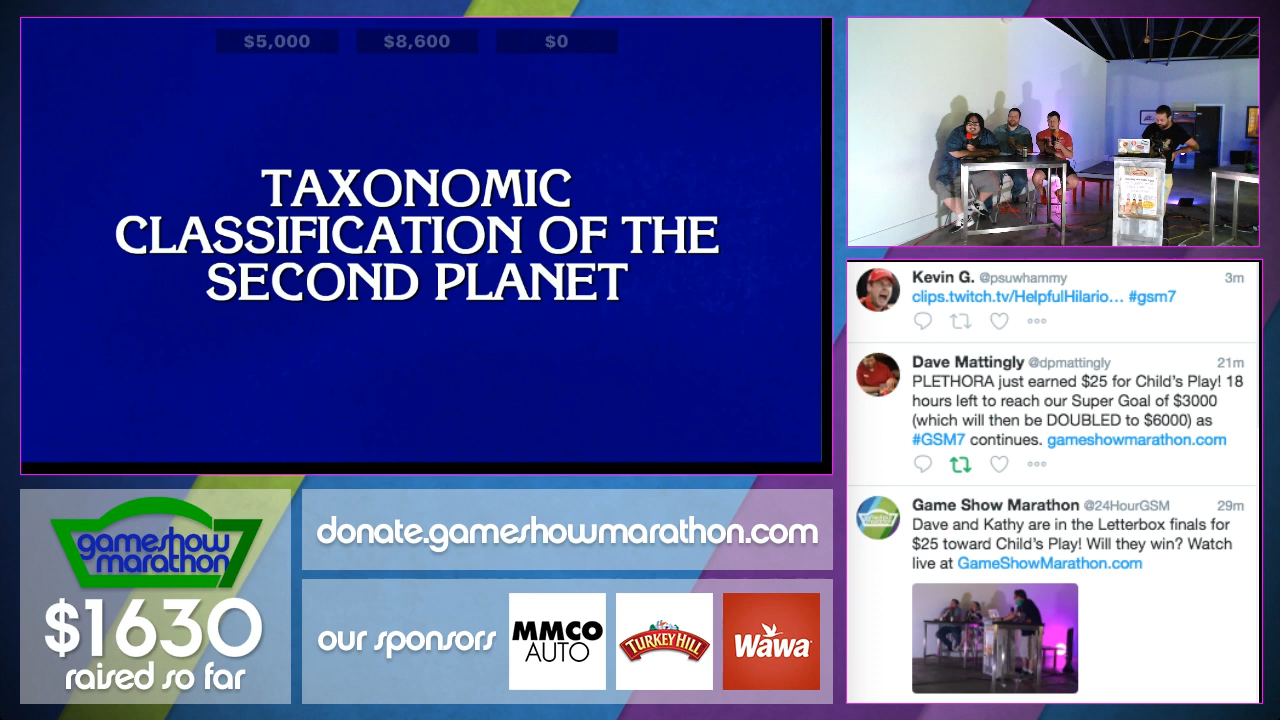 $5,000 $8,600 $0
TAXONOMIC
CLASSIFICATION OF THE
SECOND PLANET
Kevin G. @psuwhammy 3m
clips.twitch.tv/HelpfulHilario… #gsm7
Dave Mattingly @dpmattingly 21m
PLETHORA just earned $25 for Child's Play! 18
hours left to reach our Super Goal of $3000
(which will then be DOUBLED to $6000) as
#GSM7 continues. gameshowmarathon.com
Game Show Marathon @24HourGSM 29m
Dave and Kathy are in the Letterbox finals for
$25 toward Child's Play! Will they win? Watch
live at GameShowMarathon.com
gameshow
marathon
$1630
raised so far
donate.gameshowmarathon.com
our sponsors
MMCO
AUTO
TURKEY HILL
Wawa